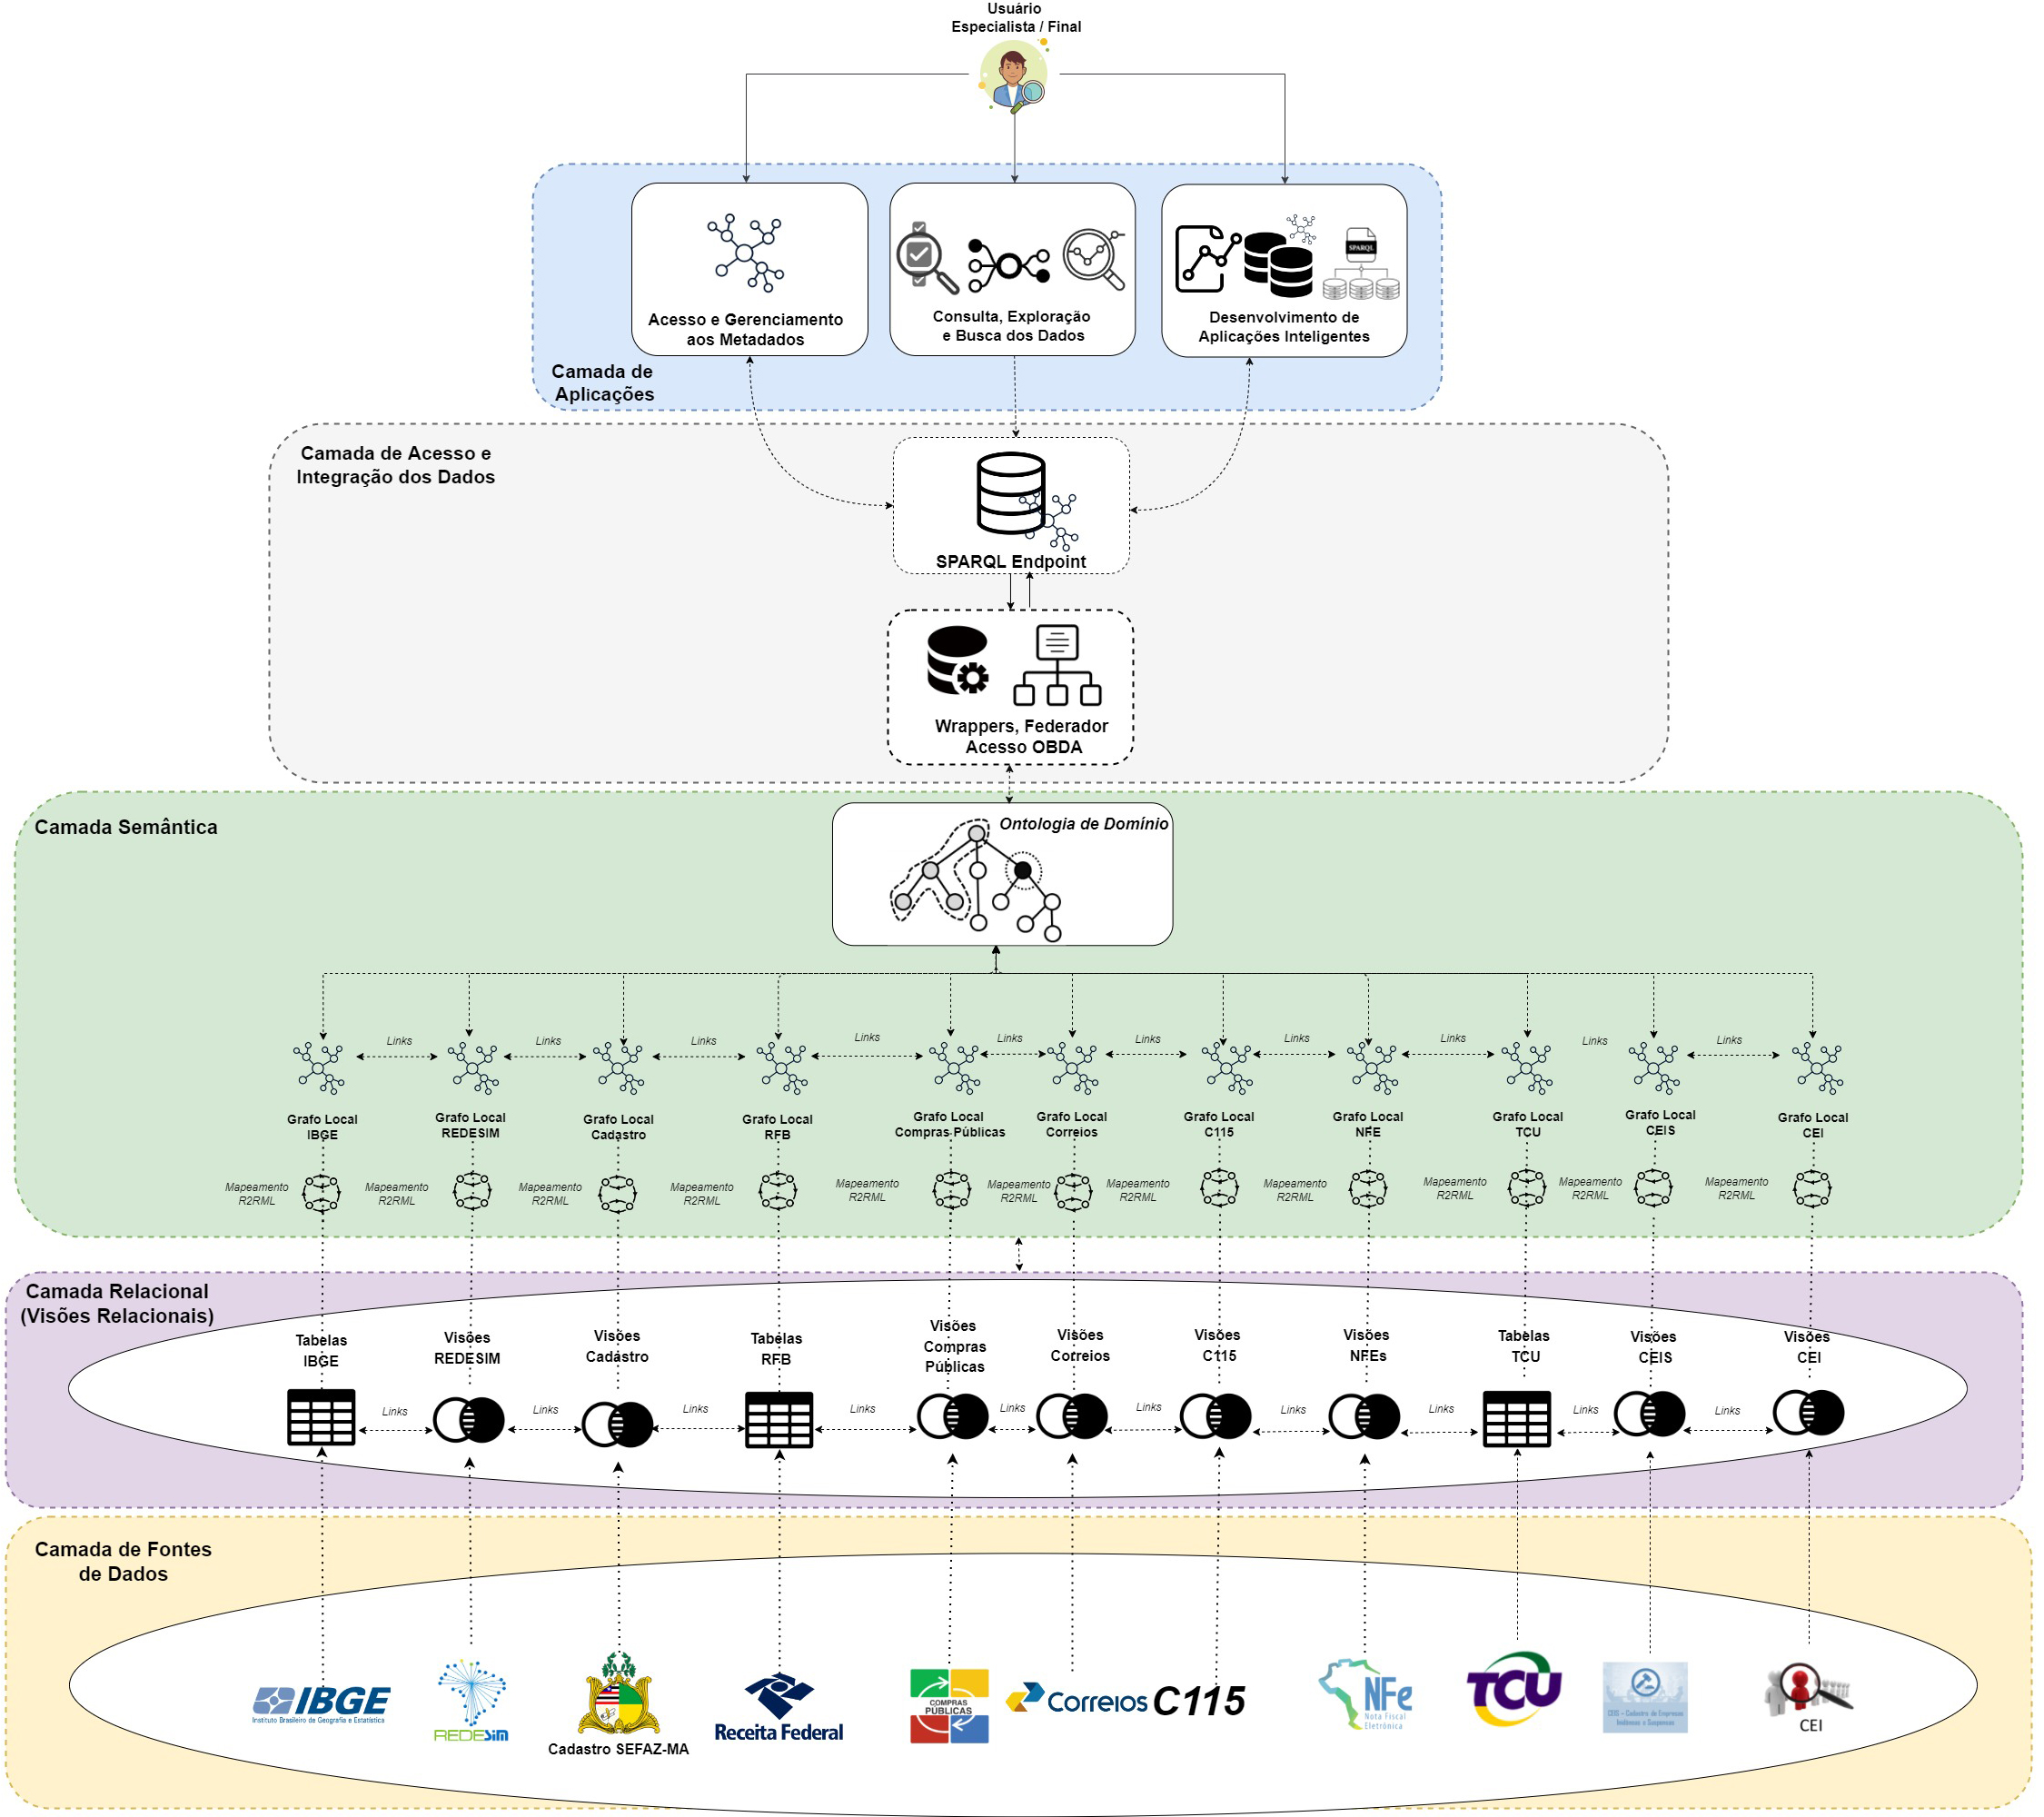 Usuário
Especialista / Final
Acesso e Gerenciamento
aos Metadados
Consulta, Exploração
e Busca dos Dados
SPARQL
Desenvolvimento de
Aplicações Inteligentes
Camada de
Aplicações
Camada de Acesso e
Integração dos Dados
SPARQL Endpoint
Wrappers, Federador
Acesso OBDA
Camada Semântica
Ontologia de Domínio
Links Links Links Links Links Links Links Links Links Links
Grafo Local
IBGE
Grafo Local
REDESIM
Grafo Local
Cadastro
Grafo Local
RFB
Grafo Local
Compras Públicas
Grafo Local
Correios
Grafo Local
C115
Grafo Local
NFE
Grafo Local
TCU
Grafo Local
CEIS
Grafo Local
CEI
Mapeamento
R2RML
Mapeamento
R2RML
Mapeamento
R2RML
Mapeamento
R2RML
Mapeamento
R2RML
Mapeamento
R2RML
Mapeamento
R2RML
Mapeamento
R2RML
Mapeamento
R2RML
Mapeamento
R2RML
Mapeamento
R2RML
Camada Relacional
(Visões Relacionais)
Tabelas
IBGE
Visões
REDESIM
Visões
Cadastro
Tabelas
RFB
Visões
Compras
Públicas
Visões
Correios
Visões
C115
Visões
NFEs
Tabelas
TCU
Visões
CEIS
Visões
CEI
Links Links Links Links Links Links Links Links Links Links
Camada de Fontes
de Dados
IBGE
Instituto Brasileiro de Geografia e Estatística
REDESIM
Cadastro SEFAZ-MA
Receita Federal
COMPRAS
PÚBLICAS
Correios
C115
NFe
Nota Fiscal
Eletrônica
TCU
CEIS - Cadastro de Empresas
Inidôneas e Suspensas
CEI